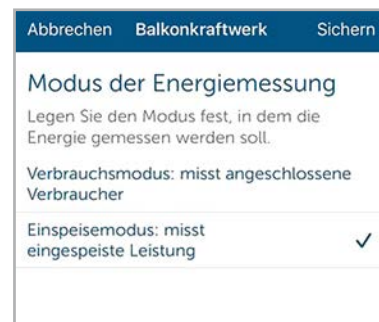 Abbrechen Balkonkraftwerk Sichern
Modus der Energiemessung
Legen Sie den Modus fest, in dem die
Energie gemessen werden soll.
Verbrauchsmodus: misst angeschlossene
Verbraucher
Einspeisemodus: misst
eingespeiste Leistung